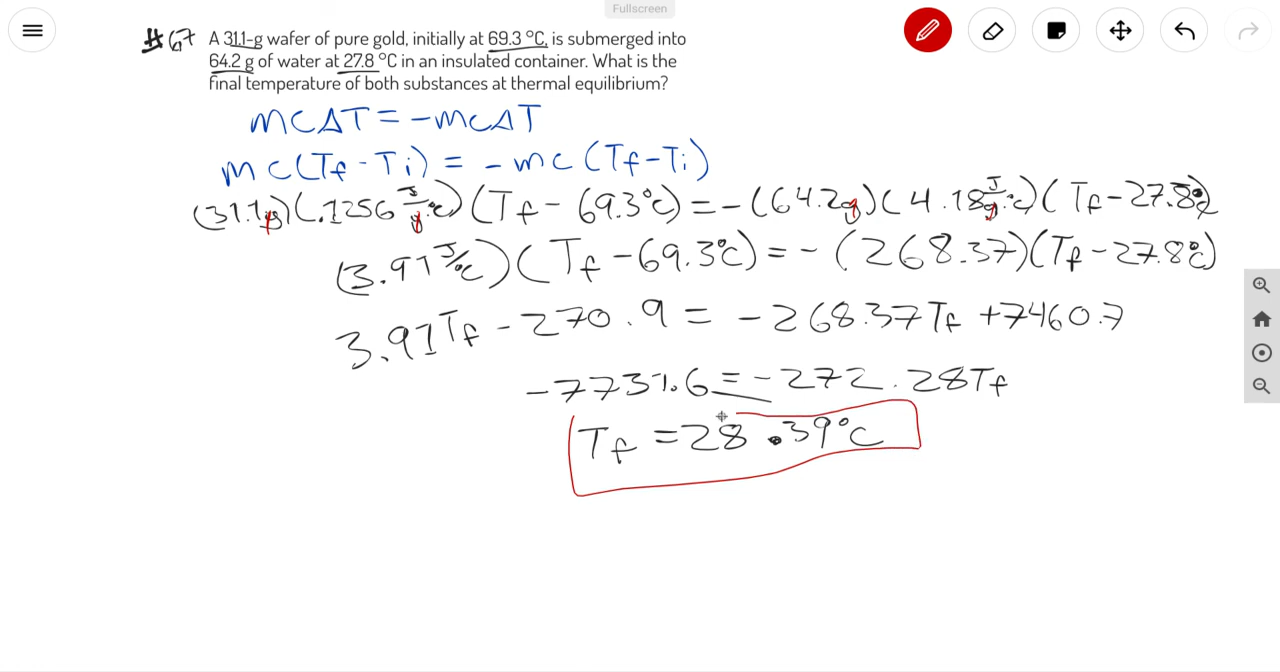 Fullscreen
#67 A 31.1-g wafer of pure gold, initially at 69.3 °C, is submerged into
64.2 g of water at 27.8 °C in an insulated container. What is the
final temperature of both substances at thermal equilibrium?
mCΔT = -mCΔT
mC(Tf - Ti) = -mC(Tf-Ti)
(31.1g)(.1256 J/g·°C)(Tf - 69.3°C) = -(64.2g)(4.18 J/g·°C)(Tf-27.8°C)
(3.91 J/°C)(Tf-69.3°C) = -(268.37)(Tf-27.8°C)
3.91Tf - 270.9 = -268.37Tf +7460.7
-7731.6 = -272.28Tf
Tf = 28.39°C